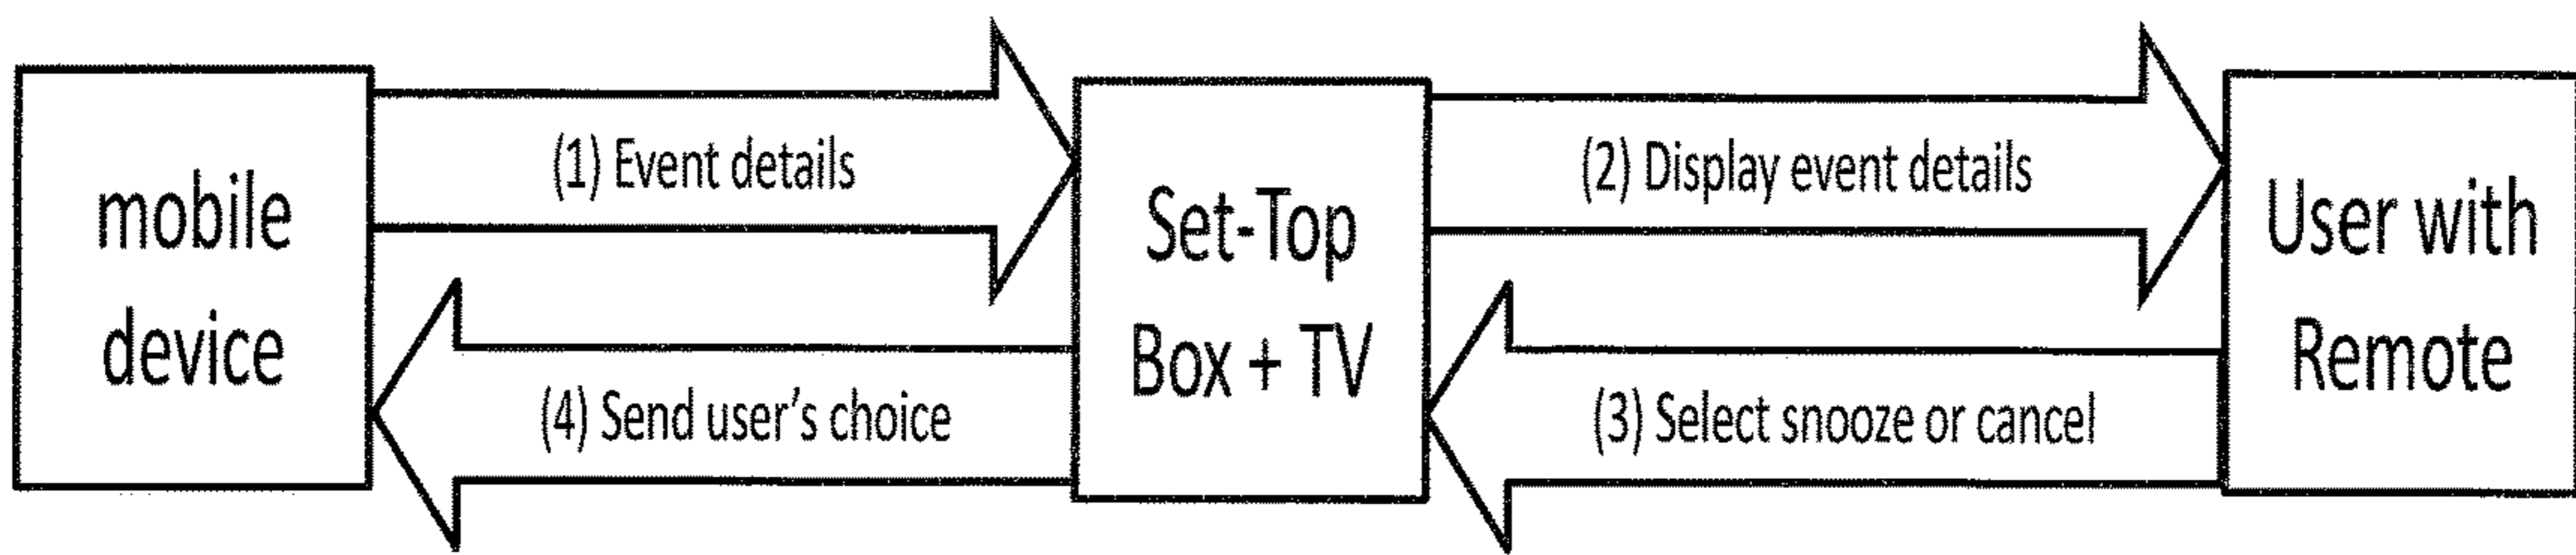 mobile
device
(1) Event details
(4) Send user's choice
Set-Top
Box + TV
(2) Display event details
(3) Select snooze or cancel
User with
Remote